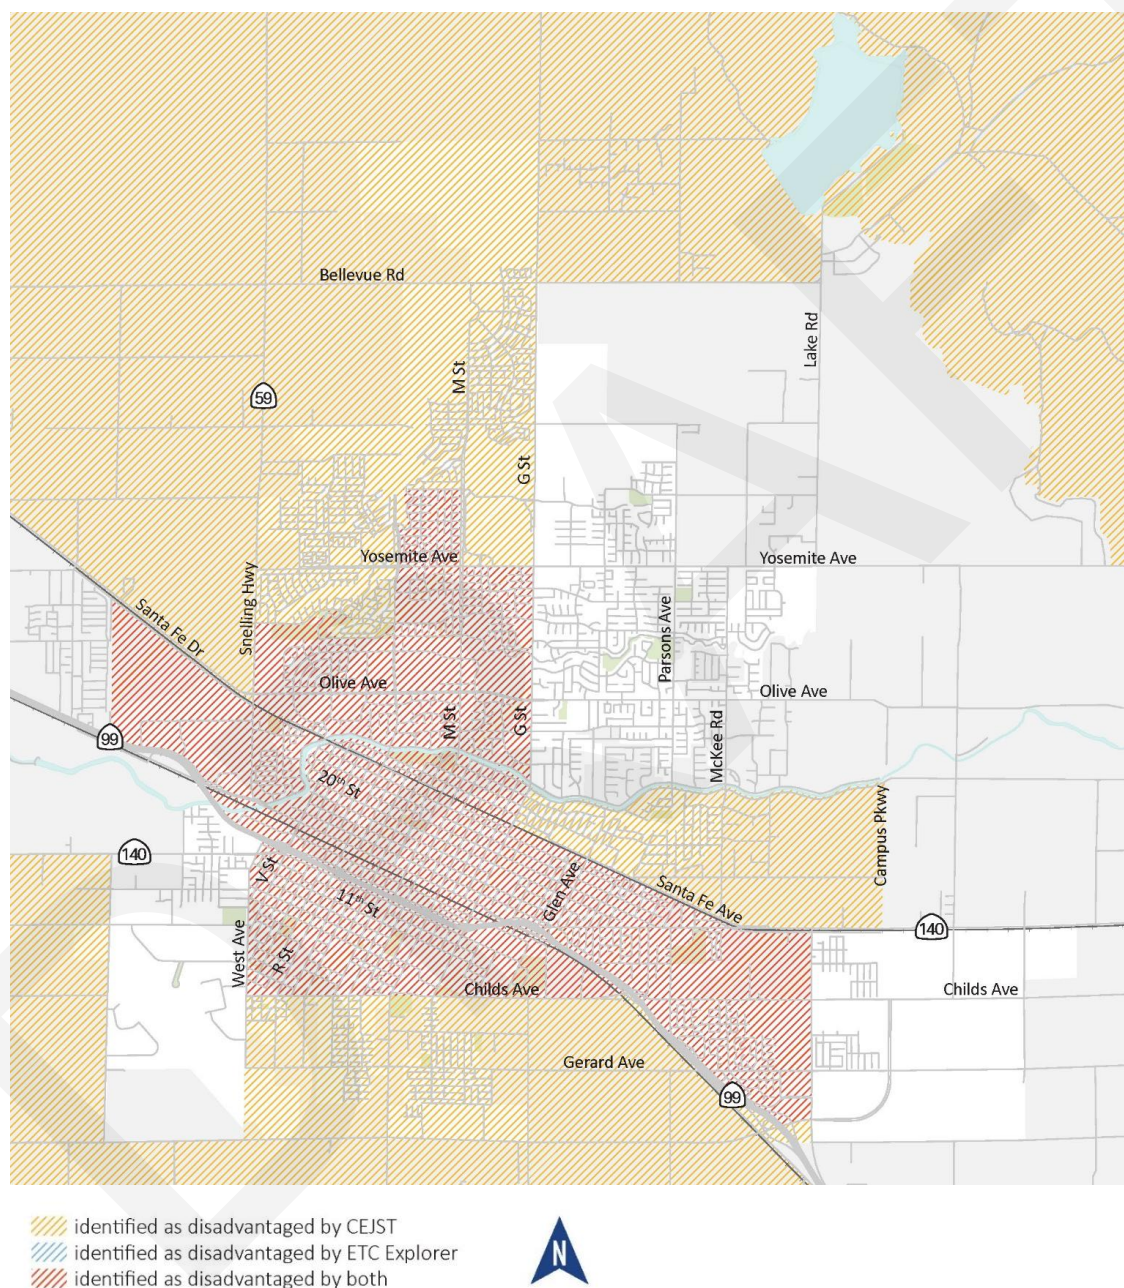 Bellevue Rd
Lake Rd
M St
59
G St
Yosemite Ave
Yosemite Ave
Snelling Hwy
Santa Fe Dr
Parsons Ave
Olive Ave
Olive Ave
M St
G St
McKee Rd
99
20th St
Campus Pkwy
140
V St
11th St
Glen Ave
Santa Fe Ave
140
West Ave
R St
Childs Ave
Childs Ave
Gerard Ave
99
identified as disadvantaged by CEJST
identified as disadvantaged by ETC Explorer
identified as disadvantaged by both
N